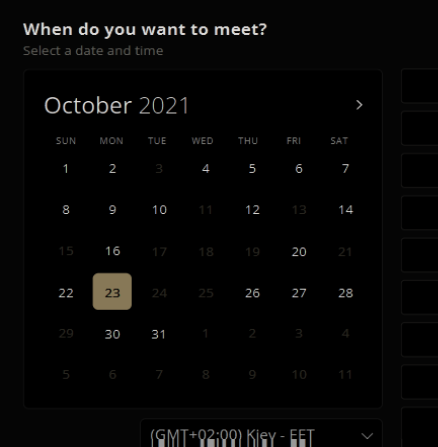 When do you want to meet?
Select a date and time
October 2021 >
SUN MON TUE WED THU FRI SAT
1 2 3 4 5 6 7
8 9 10 11 12 13 14
15 16 17 18 19 20 21
22 23 24 25 26 27 28
29 30 31 1 2 3 4
5 6 7 8 9 10 11
(GMT+02:00) Kiev - EET